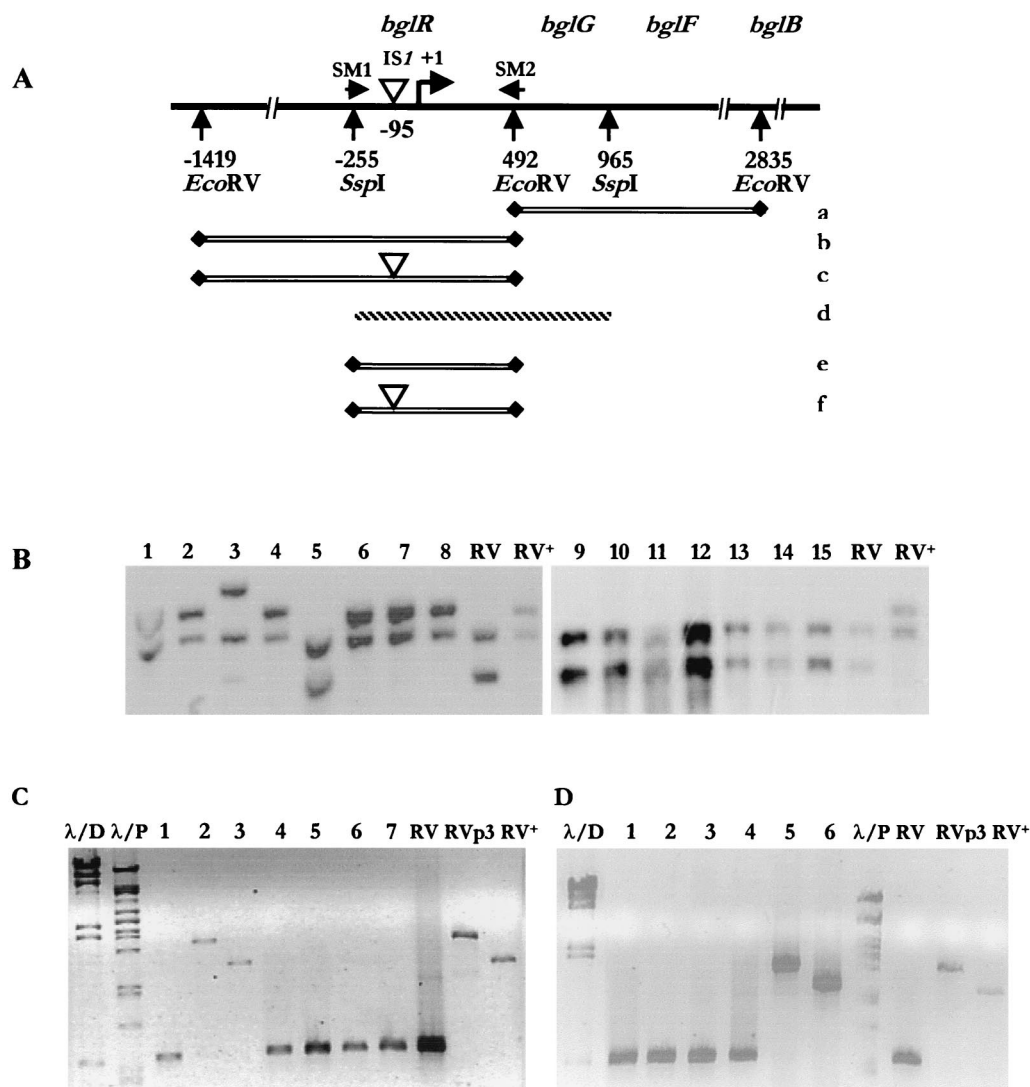 bglR bglG bglF bglB
A
IS1 +1
SM1 SM2
-95
-1419 -255 492 965 2835
EcoRV SspI EcoRV SspI EcoRV
a
b
c
d
e
f
B
1 2 3 4 5 6 7 8 RV RV+ 9 10 11 12 13 14 15 RV RV+
C D
λ/D λ/P 1 2 3 4 5 6 7 RV RVp3 RV+
λ/D 1 2 3 4 5 6 λ/P RV RVp3 RV+